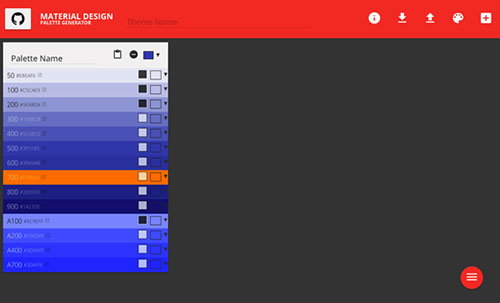 MATERIAL DESIGN
PALETTE GENERATOR
Theme Name
Palette Name
50 #E8EAF6
100 #C5CAE9
200 #9FA8DA
300 #7986CB
400 #5C6BC0
500 #3F51B5
600 #3949AB
700
800 #283593
900 #1A237E
A100 #8C9EFF
A200 #536DFE
A400 #3D5AFE
A700 #304FFE